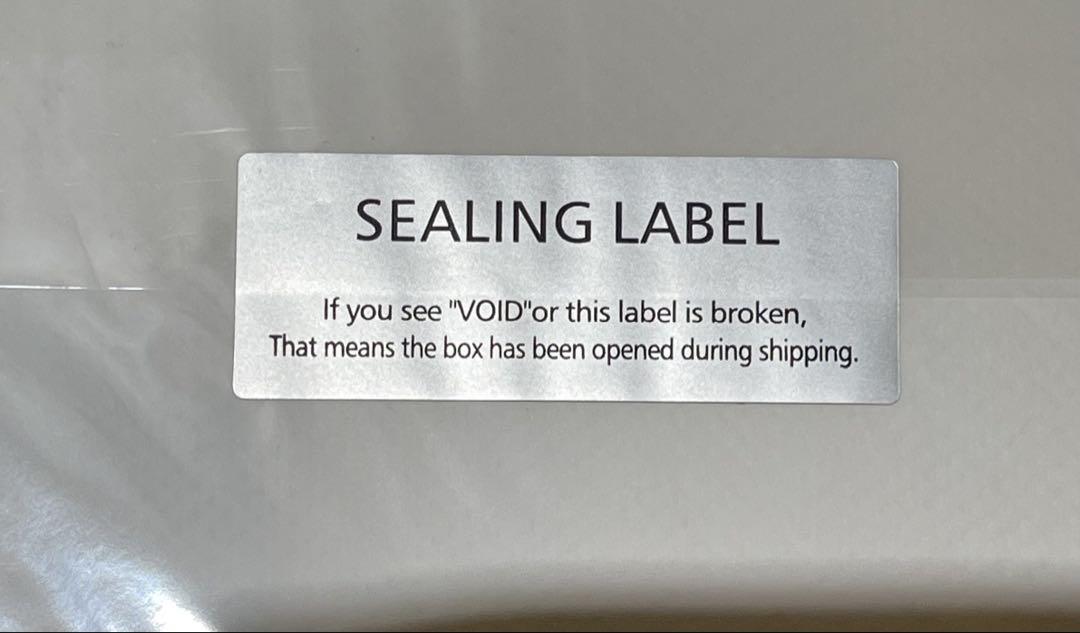 SEALING LABEL
If you see "VOID"or this label is broken,
That means the box has been opened during shipping.